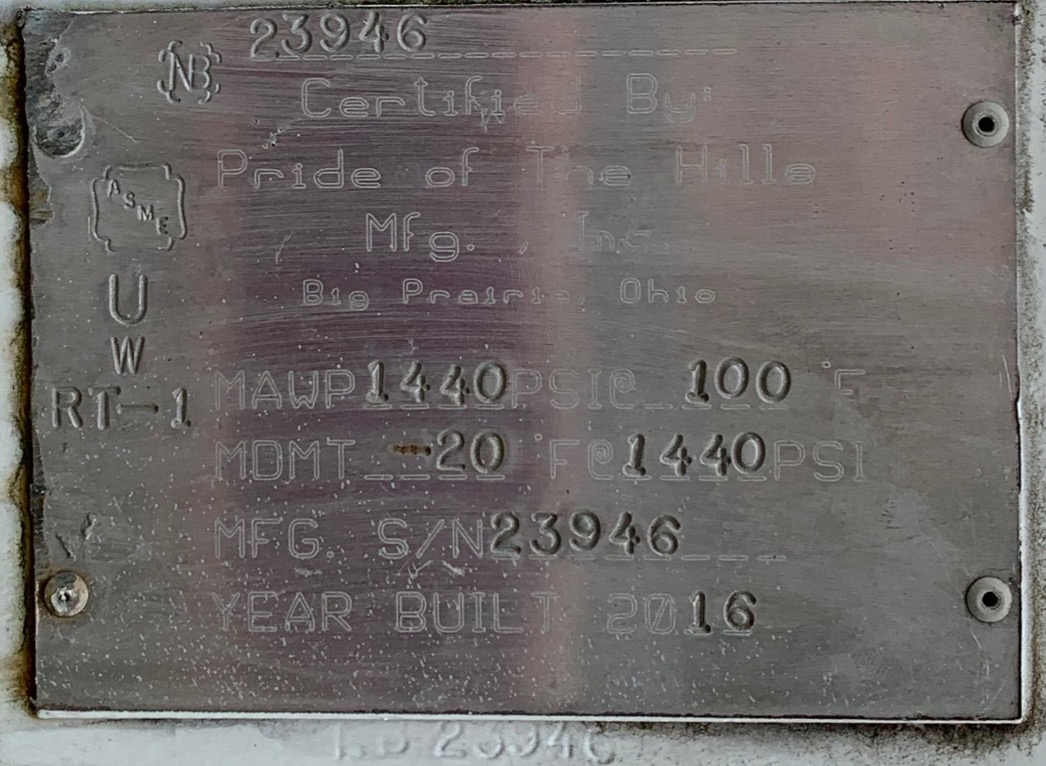 NB 23946
Certified By:
Pride of The Hills
ASME
Mfg., Inc.
Big Prairie, Ohio
U
W
RT-1
MAWP 1440 PSI@ 100 °F
MDMT -20 °F@ 1440 PSI
MFG. S/N 23946
YEAR BUILT 2016
23946